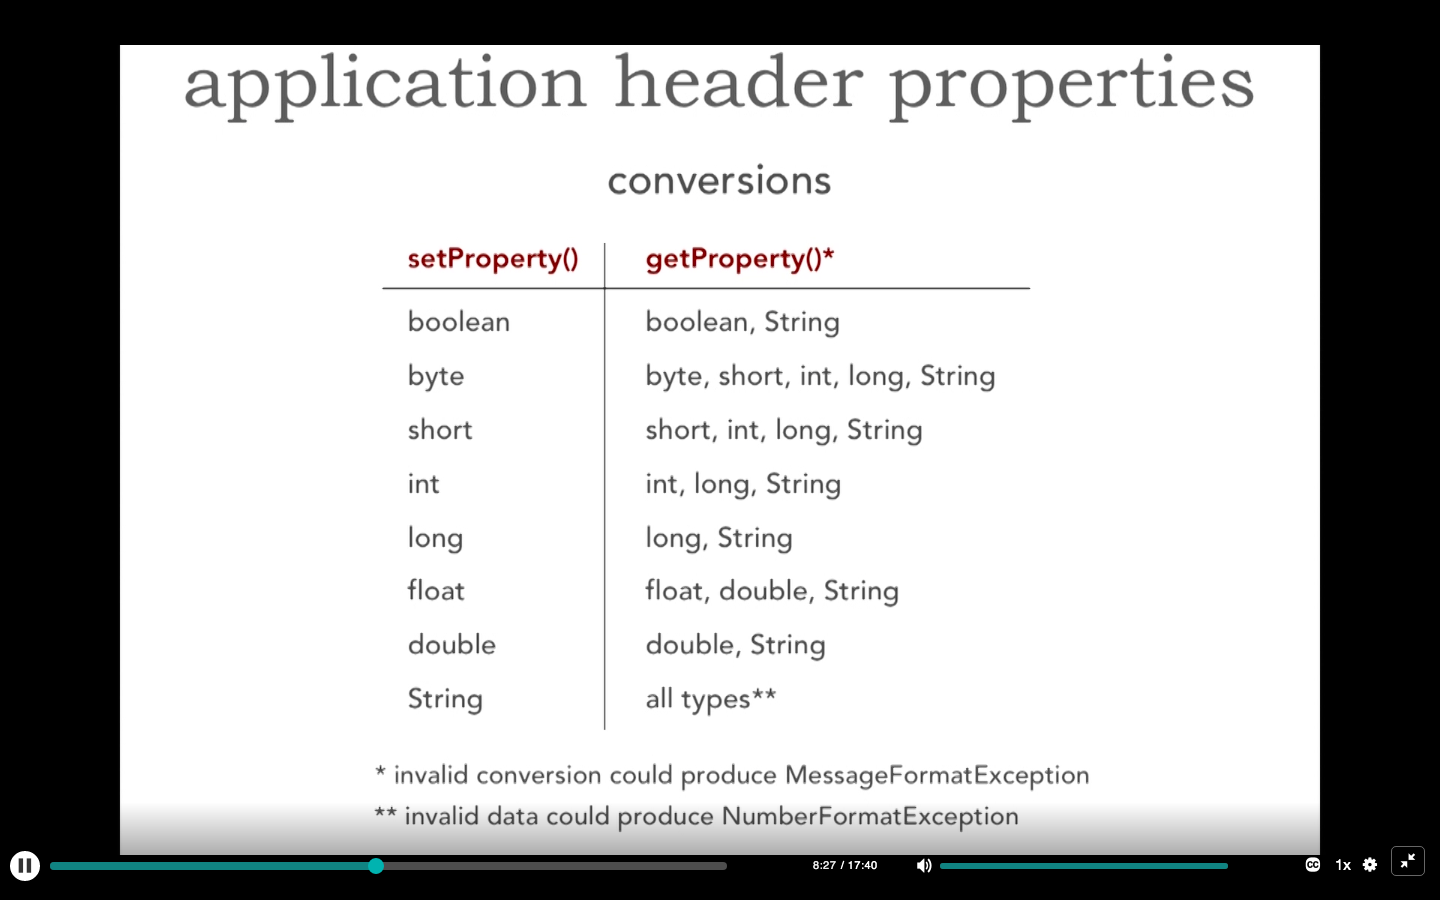 application header properties
conversions
setProperty() getProperty()*
boolean boolean, String
byte byte, short, int, long, String
short short, int, long, String
int int, long, String
long long, String
float float, double, String
double double, String
String all types**
* invalid conversion could produce MessageFormatException
** invalid data could produce NumberFormatException
8:27 / 17:40 CC 1x